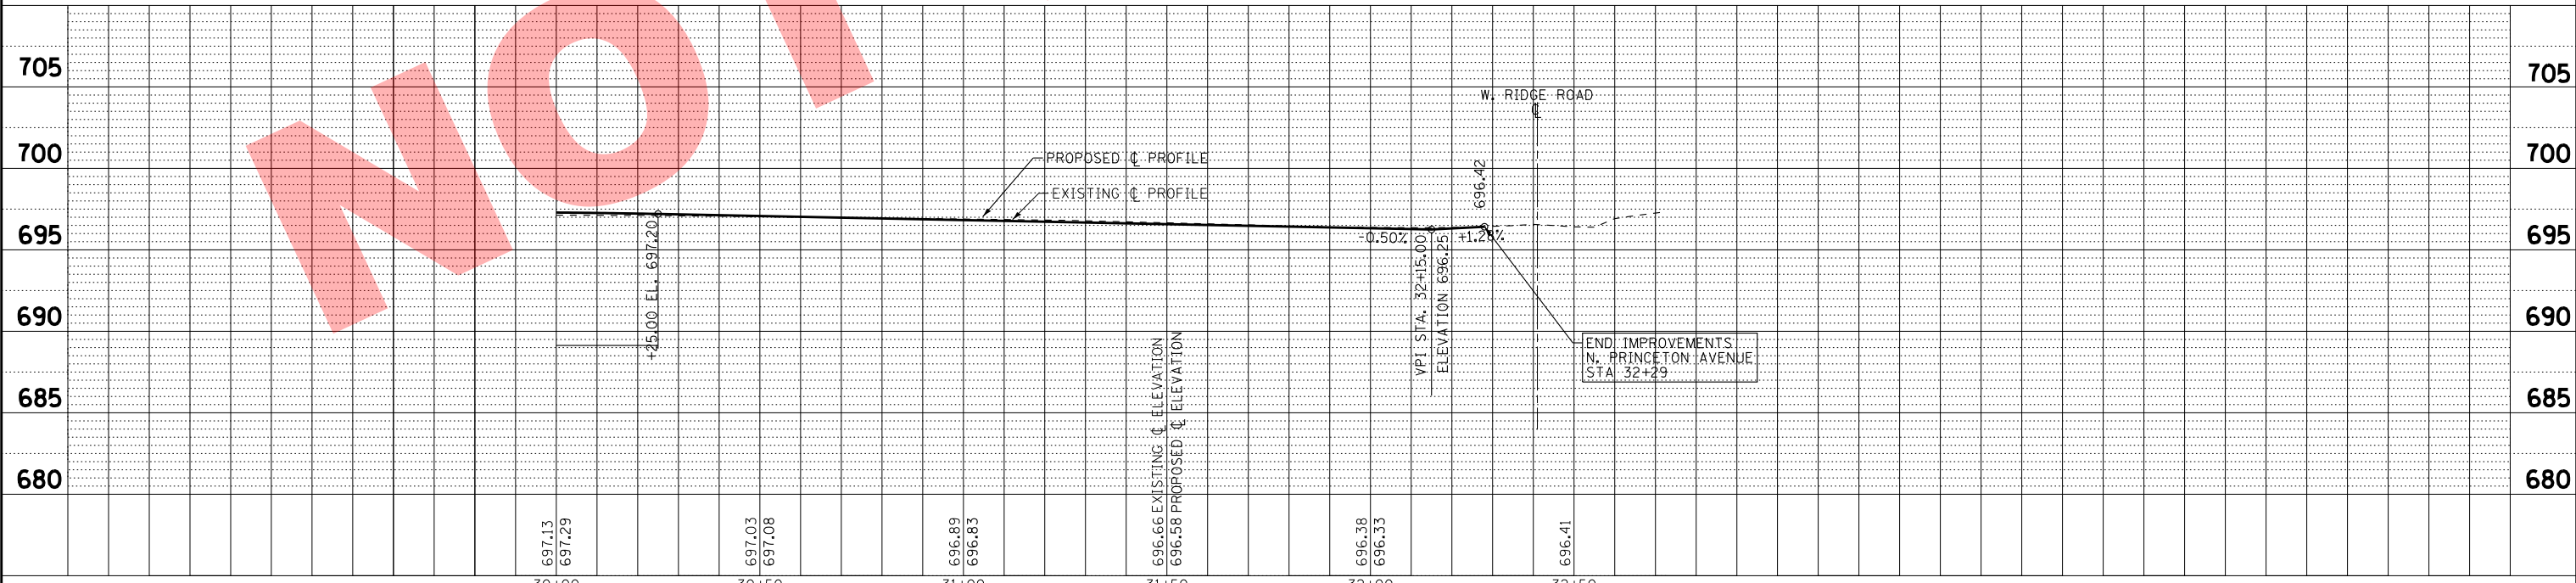 NOT
705
705
W. RIDGE ROAD
℄
700
700
PROPOSED ℄ PROFILE
696.42
EXISTING ℄ PROFILE
695
695
+25.00 EL. 697.20
-0.50%
+1.28%
VPI STA. 32+15.00
ELEVATION 696.25
690
690
END IMPROVEMENTS
N. PRINCETON AVENUE
STA 32+29
685
685
680
680
697.13
697.29
697.03
697.08
696.89
696.83
696.66 EXISTING ℄ ELEVATION
696.58 PROPOSED ℄ ELEVATION
696.38
696.33
696.41